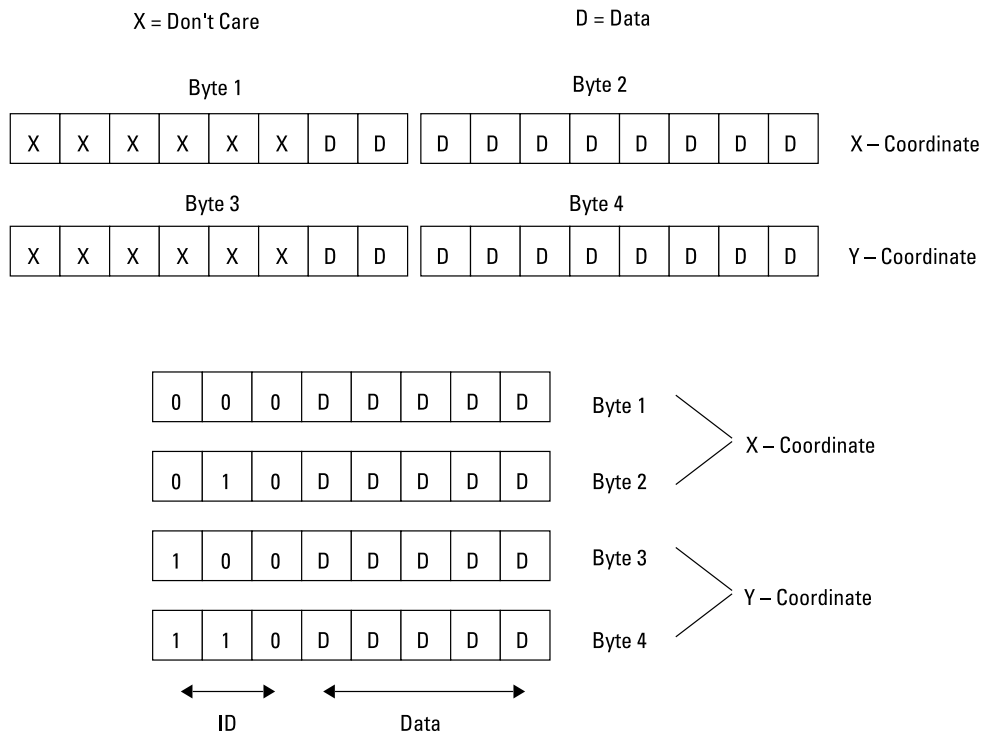 X = Don't Care D = Data
Byte 1 Byte 2
X X X X X X D D D D D D D D D D X – Coordinate
Byte 3 Byte 4
X X X X X X D D D D D D D D D D Y – Coordinate
0 0 0 D D D D D Byte 1
X – Coordinate
0 1 0 D D D D D Byte 2
1 0 0 D D D D D Byte 3
Y – Coordinate
1 1 0 D D D D D Byte 4
ID Data